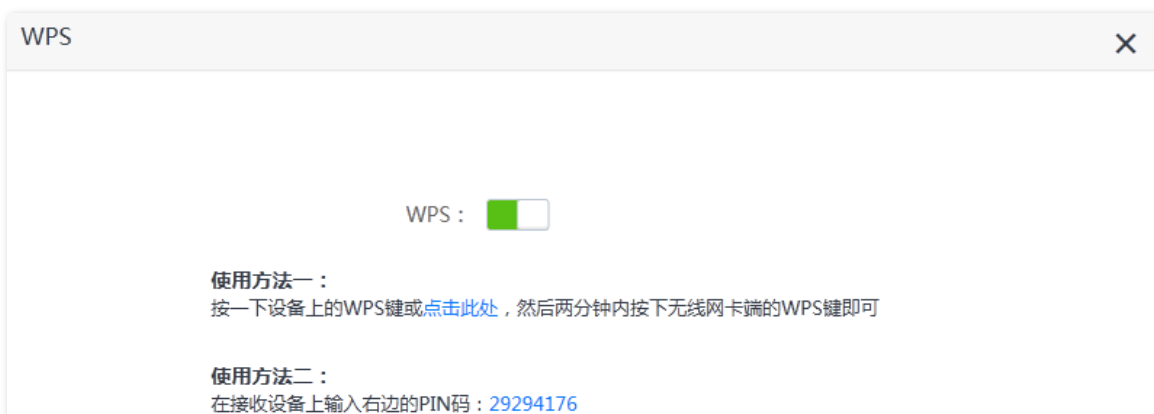 WPS
WPS：
使用方法一：
按一下设备上的WPS键或点击此处，然后两分钟内按下无线网卡端的WPS键即可
使用方法二：
在接收设备上输入右边的PIN码：29294176